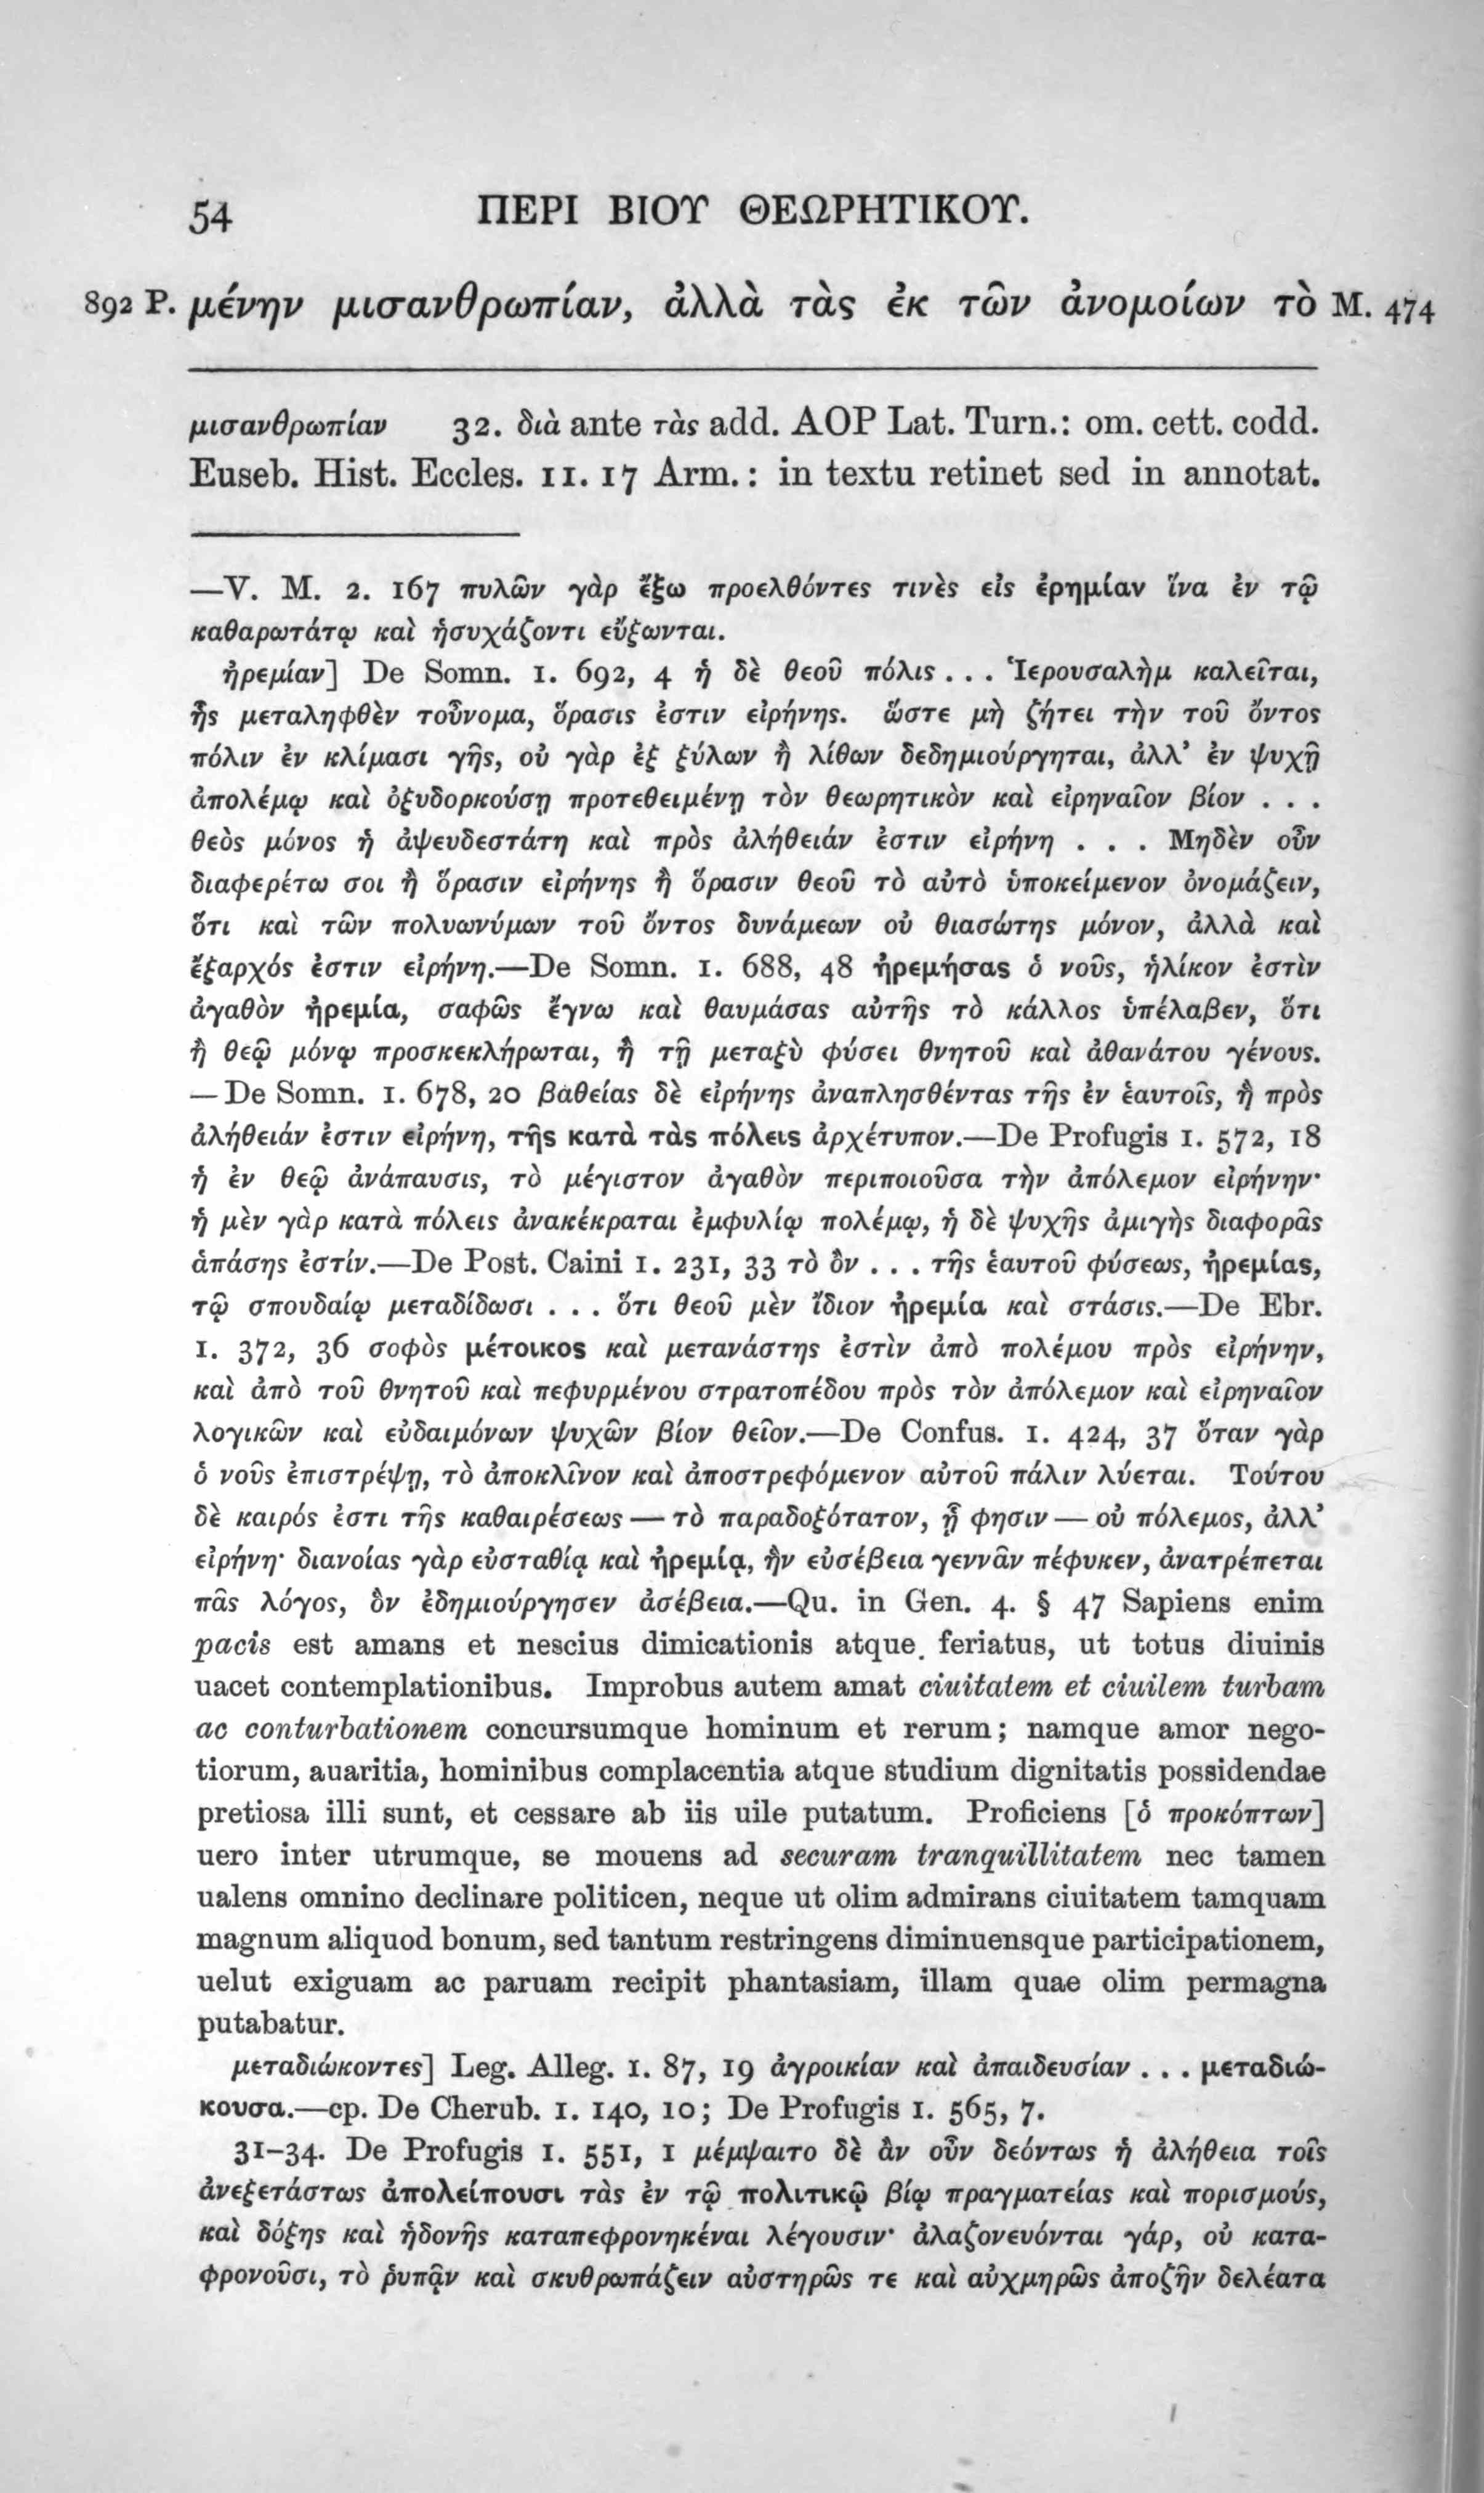 54 ΠΕΡΙ ΒΙΟΥ ΘΕΩΡΗΤΙΚΟΥ.
892 P. μένην μισανθρωπίαν, ἀλλὰ τὰς ἐκ τῶν ἀνομοίων τὸ M. 474
μισανθρωπίαν 32. διὰ ante τὰς add. AOP Lat. Turn.: om. cett. codd.
Euseb. Hist. Eccles. 11. 17 Arm.: in textu retinet sed in annotat.
—V. M. 2. 167 πυλῶν γὰρ ἔξω προελθόντες τινὲς εἰς ἐρημίαν ἵνα ἐν τῷ
καθαρωτάτῳ καὶ ἡσυχάζοντι εὔξωνται.
ἠρεμίαν] De Somn. 1. 692, 4 ἡ δὲ θεοῦ πόλις . . . Ἱερουσαλὴμ καλεῖται,
ἧς μεταληφθὲν τοὔνομα, ὅρασις ἐστιν εἰρήνης. ὥστε μὴ ζήτει τὴν τοῦ ὄντος
πόλιν ἐν κλίμασι γῆς, οὐ γὰρ ἐξ ξύλων ἢ λίθων δεδημιούργηται, ἀλλ’ ἐν ψυχῇ
ἀπολέμῳ καὶ ὀξυδορκούσῃ προτεθειμένῃ τὸν θεωρητικὸν καὶ εἰρηναῖον βίον . . .
θεὸς μόνος ἡ ἀψευδεστάτη καὶ πρὸς ἀλήθειάν ἐστιν εἰρήνη . . . Μηδὲν οὖν
διαφερέτω σοι ἢ ὅρασιν εἰρήνης ἢ ὅρασιν θεοῦ τὸ αὐτὸ ὑποκείμενον ὀνομάζειν,
ὅτι καὶ τῶν πολυωνύμων τοῦ ὄντος δυνάμεων οὐ θιασώτης μόνον, ἀλλὰ καὶ
ἔξαρχός ἐστιν εἰρήνη.—De Somn. 1. 688, 48 ἠρεμήσας ὁ νοῦς, ἡλίκον ἐστὶν
ἀγαθὸν ἠρεμία, σαφῶς ἔγνω καὶ θαυμάσας αὐτῆς τὸ κάλλος ὑπέλαβεν, ὅτι
ἢ θεῷ μόνῳ προσκεκλήρωται, ἢ τῇ μεταξὺ φύσει θνητοῦ καὶ ἀθανάτου γένους.
— De Somn. 1. 678, 20 βαθείας δὲ εἰρήνης ἀναπλησθέντας τῆς ἐν ἑαυτοῖς, ἣ πρὸς
ἀλήθειάν ἐστιν εἰρήνη, τῆς κατὰ τὰς πόλεις ἀρχέτυπον.—De Profugis 1. 572, 18
ἡ ἐν θεῷ ἀνάπαυσις, τὸ μέγιστον ἀγαθὸν περιποιοῦσα τὴν ἀπόλεμον εἰρήνην·
ἡ μὲν γὰρ κατὰ πόλεις ἀνακέκραται ἐμφυλίῳ πολέμῳ, ἡ δὲ ψυχῆς ἀμιγὴς διαφορᾶς
ἁπάσης ἐστίν.—De Post. Caini 1. 231, 33 τὸ ὂν . . . τῆς ἑαυτοῦ φύσεως, ἠρεμίας,
τῷ σπουδαίῳ μεταδίδωσι . . . ὅτι θεοῦ μὲν ἴδιον ἠρεμία καὶ στάσις.—De Ebr.
1. 372, 36 σοφὸς μέτοικος καὶ μετανάστης ἐστὶν ἀπὸ πολέμου πρὸς εἰρήνην,
καὶ ἀπὸ τοῦ θνητοῦ καὶ πεφυρμένου στρατοπέδου πρὸς τὸν ἀπόλεμον καὶ εἰρηναῖον
λογικῶν καὶ εὐδαιμόνων ψυχῶν βίον θεῖον.—De Confus. 1. 424, 37 ὅταν γὰρ
ὁ νοῦς ἐπιστρέψῃ, τὸ ἀποκλῖνον καὶ ἀποστρεφόμενον αὐτοῦ πάλιν λύεται. Τούτου
δὲ καιρός ἐστι τῆς καθαιρέσεως — τὸ παραδοξότατον, ᾗ φησιν — οὐ πόλεμος, ἀλλ’
εἰρήνη· διανοίας γὰρ εὐσταθίᾳ καὶ ἠρεμίᾳ, ἣν εὐσέβεια γεννᾶν πέφυκεν, ἀνατρέπεται
πᾶς λόγος, ὃν ἐδημιούργησεν ἀσέβεια.—Qu. in Gen. 4. § 47 Sapiens enim
pacis est amans et nescius dimicationis atque feriatus, ut totus diuinis
uacet contemplationibus. Improbus autem amat ciuitatem et ciuilem turbam
ac conturbationem concursumque hominum et rerum; namque amor nego-
tiorum, auaritia, hominibus complacentia atque studium dignitatis possidendae
pretiosa illi sunt, et cessare ab iis uile putatum. Proficiens [ὁ προκόπτων]
uero inter utrumque, se mouens ad securam tranquillitatem nec tamen
ualens omnino declinare politicen, neque ut olim admirans ciuitatem tamquam
magnum aliquod bonum, sed tantum restringens diminuensque participationem,
uelut exiguam ac paruam recipit phantasiam, illam quae olim permagna
putabatur.
μεταδιώκοντες] Leg. Alleg. 1. 87, 19 ἀγροικίαν καὶ ἀπαιδευσίαν . . . μεταδιώ-
κουσα.—cp. De Cherub. 1. 140, 10; De Profugis 1. 565, 7.
31–34. De Profugis 1. 551, 1 μέμψαιτο δὲ ἂν οὖν δεόντως ἡ ἀλήθεια τοῖς
ἀνεξετάστως ἀπολείπουσι τὰς ἐν τῷ πολιτικῷ βίῳ πραγματείας καὶ πορισμούς,
καὶ δόξης καὶ ἡδονῆς καταπεφρονηκέναι λέγουσιν· ἀλαζονευόνται γάρ, οὐ κατα-
φρονοῦσι, τὸ ῥυπᾷν καὶ σκυθρωπάζειν αὐστηρῶς τε καὶ αὐχμηρῶς ἀποζῆν δελέατα